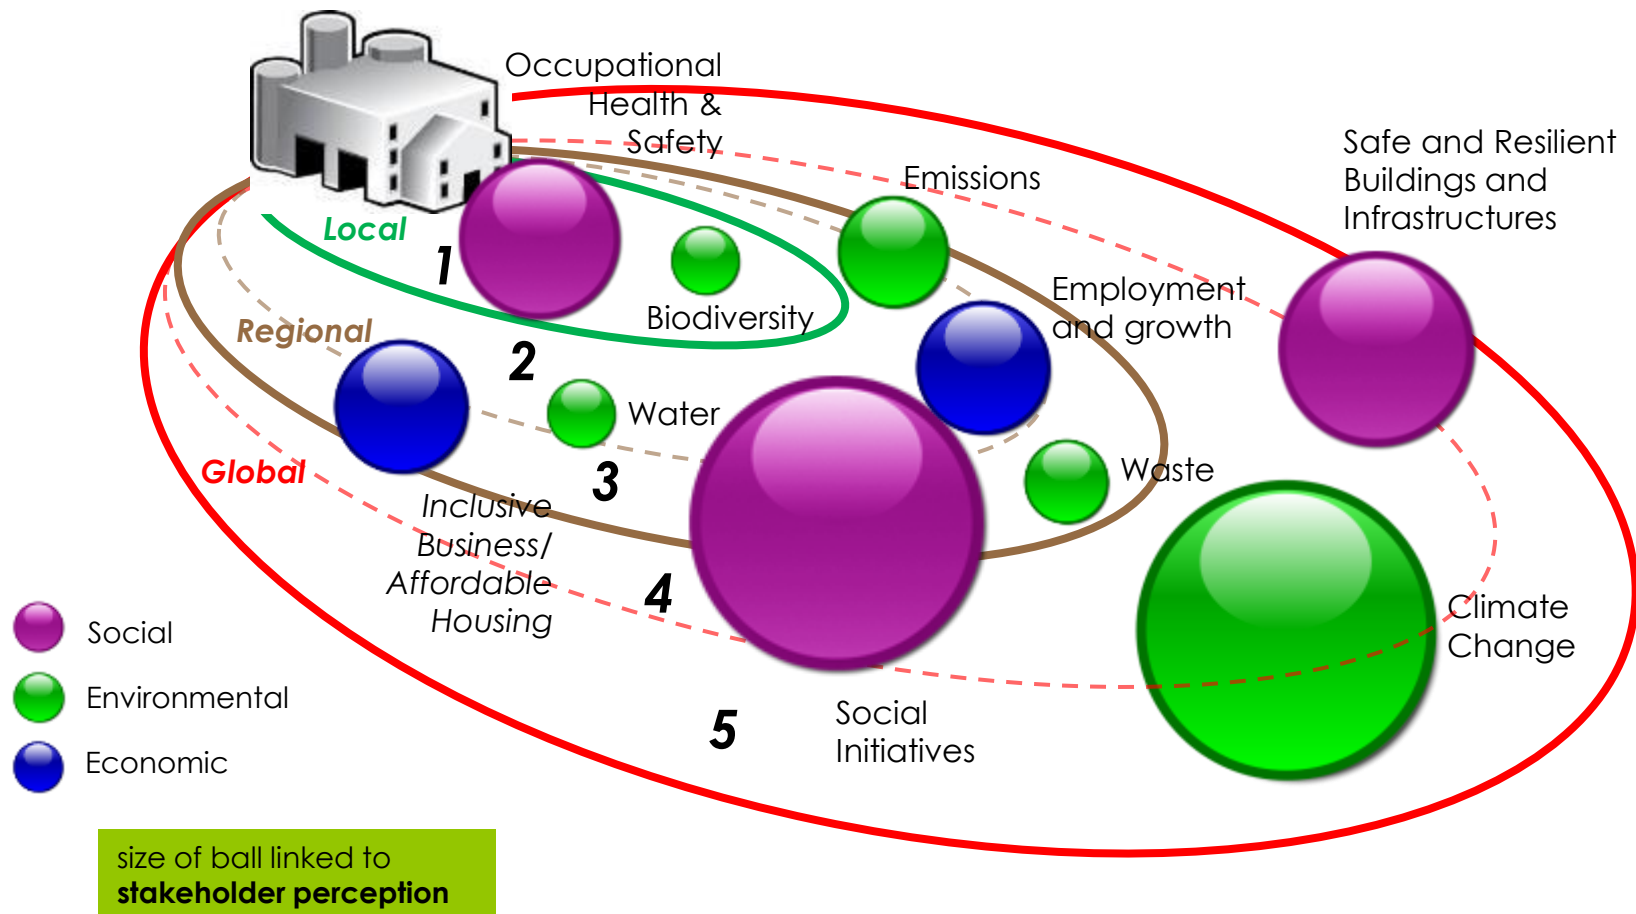 Occupational
Health &
Safety
Safe and Resilient
Buildings and
Infrastructures
Emissions
Local
1
Biodiversity
Employment
and growth
Regional
2
Water
3
Waste
Global
Inclusive
Business/
Affordable
Housing
4
Climate
Change
5
Social
Initiatives
Social
Environmental
Economic
size of ball linked to
stakeholder perception